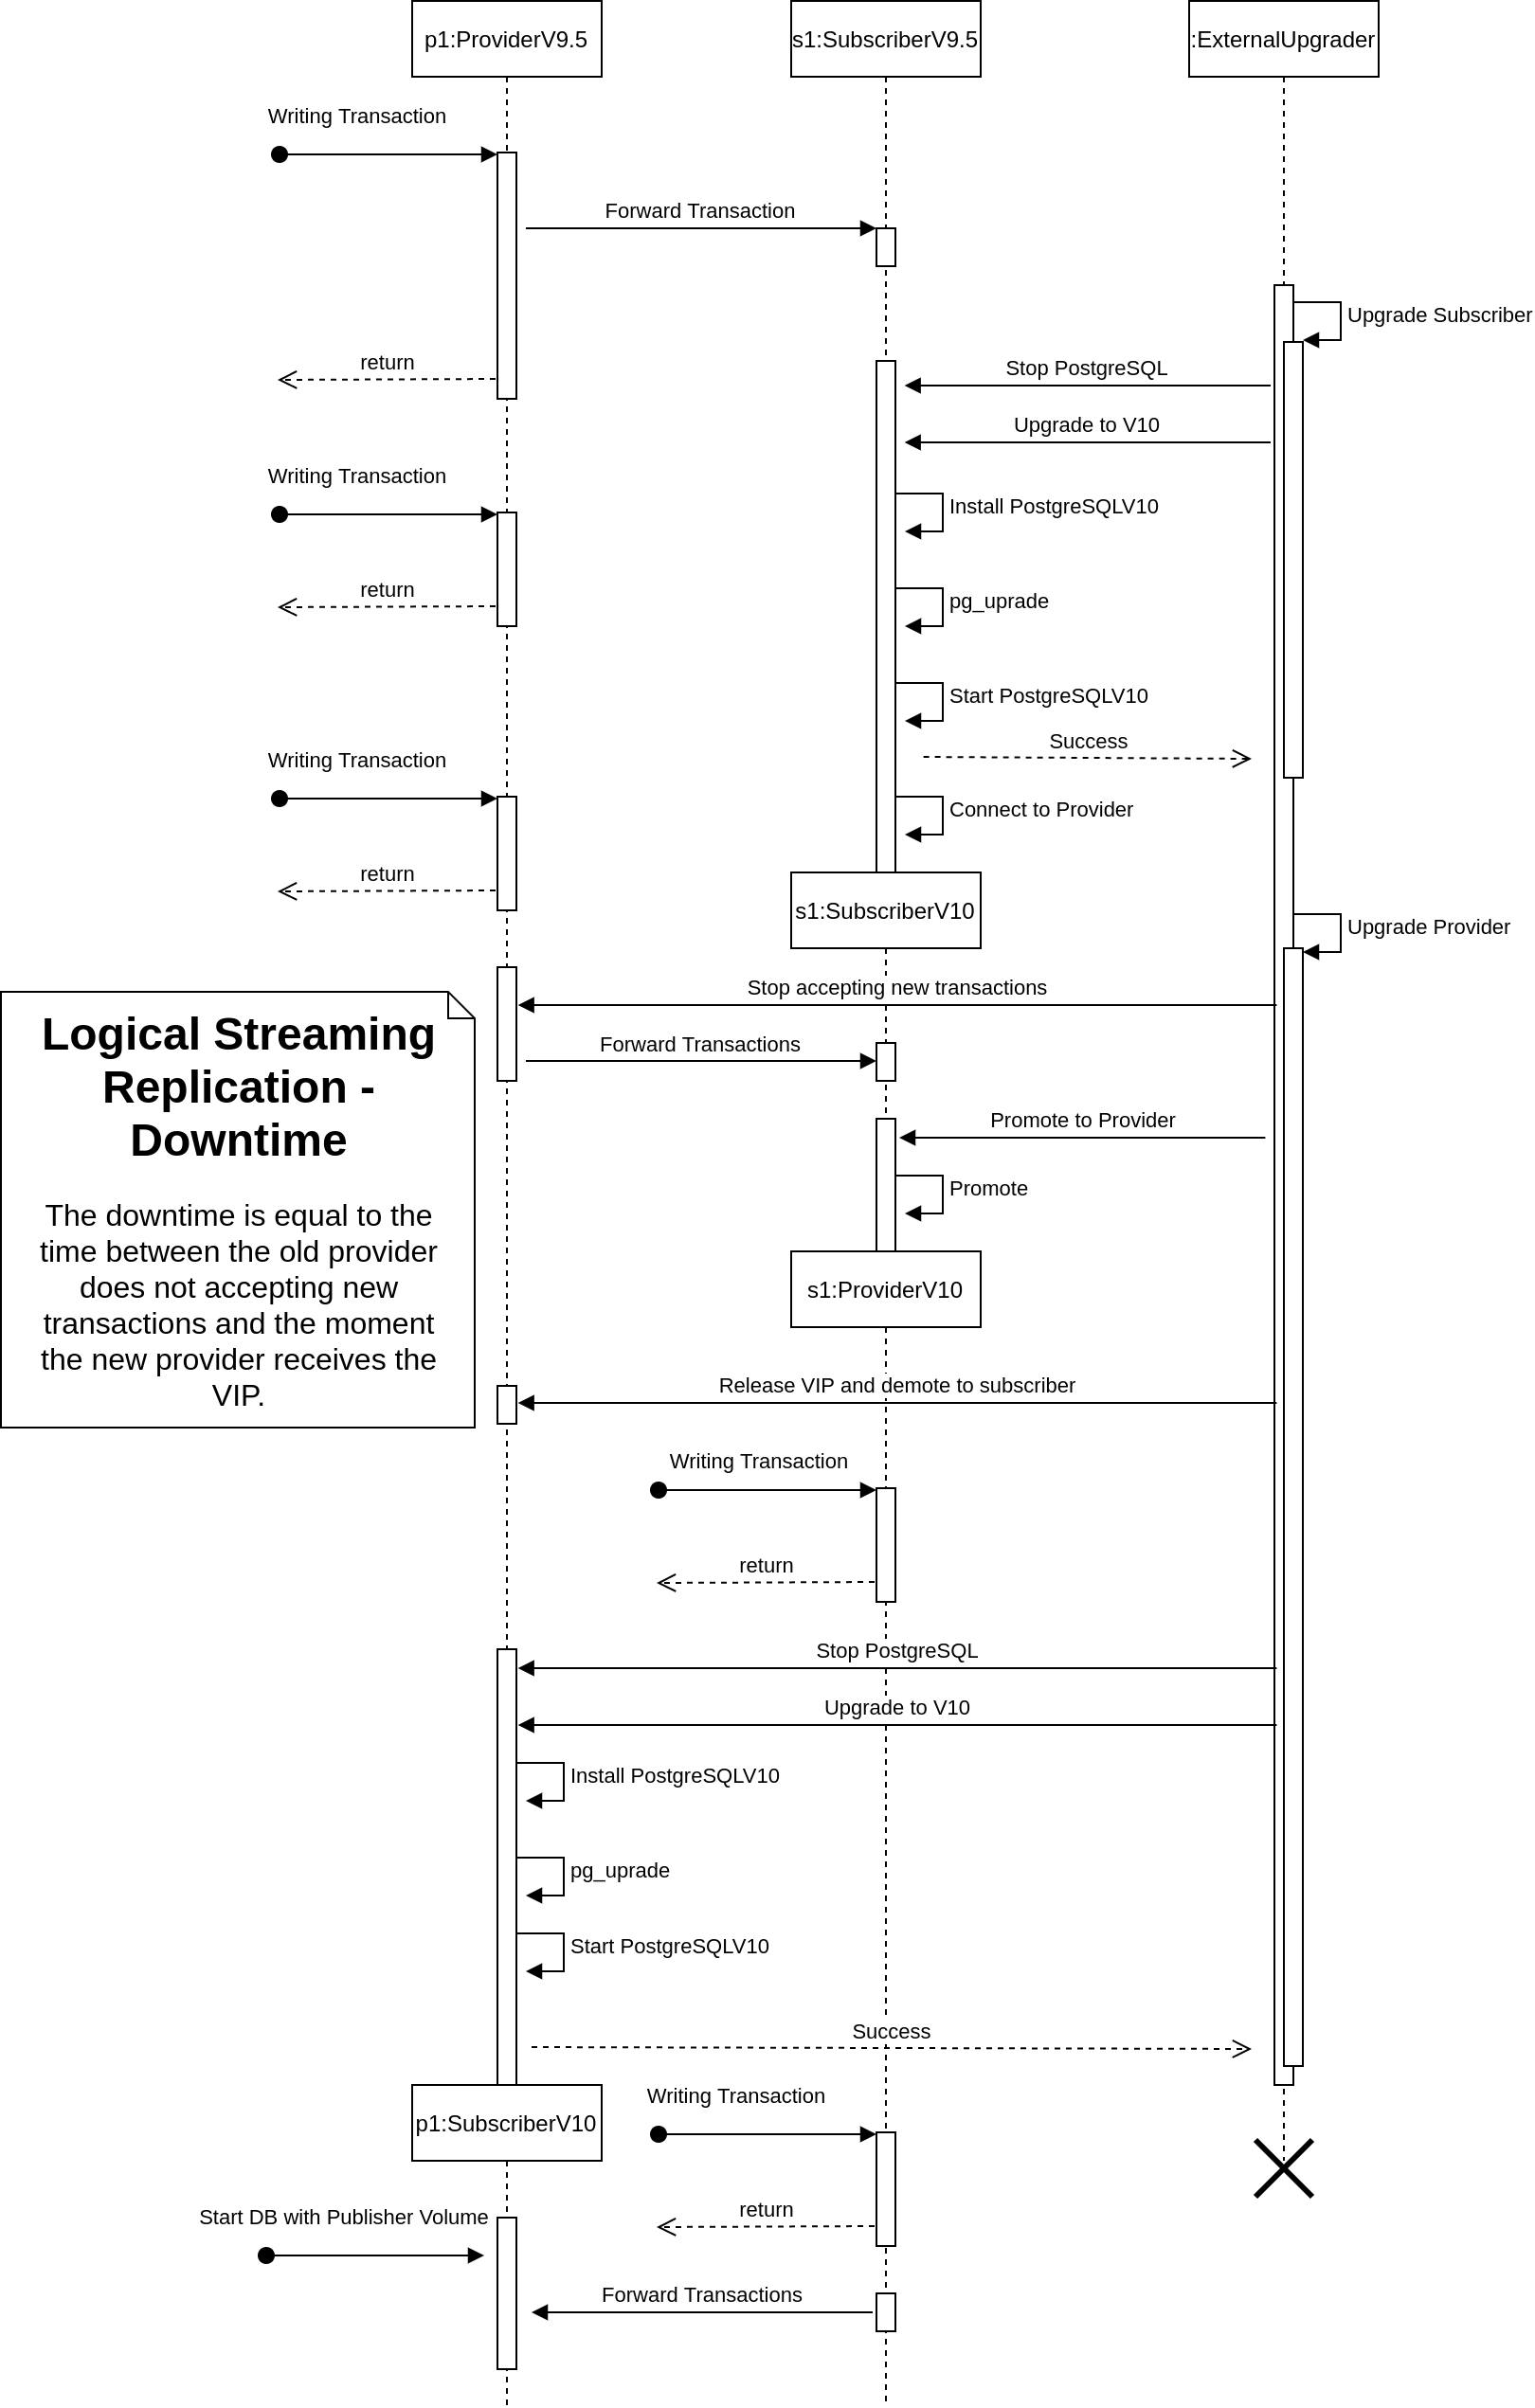 p1:ProviderV9.5
s1:SubscriberV9.5
:ExternalUpgrader
Writing Transaction
Forward Transaction
Upgrade Subscriber
return
Stop PostgreSQL
Upgrade to V10
Writing Transaction
Install PostgreSQLV10
return
pg_uprade
Start PostgreSQLV10
Success
Writing Transaction
Connect to Provider
return
s1:SubscriberV10
Upgrade Provider
Stop accepting new transactions
Logical Streaming
Replication -
Downtime
The downtime is equal to the
time between the old provider
does not accepting new
transactions and the moment
the new provider receives the
VIP.
Forward Transactions
Promote to Provider
Promote
s1:ProviderV10
Release VIP and demote to subscriber
Writing Transaction
return
Stop PostgreSQL
Upgrade to V10
Install PostgreSQLV10
pg_uprade
Start PostgreSQLV10
Success
Writing Transaction
p1:SubscriberV10
return
Start DB with Publisher Volume
Forward Transactions